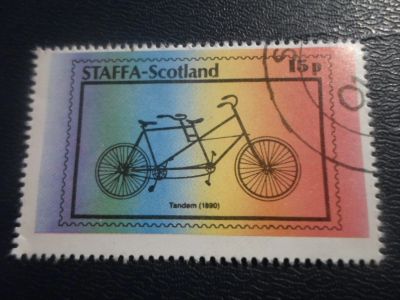 STAFFA-Scotland
15p
Tandem (1890)